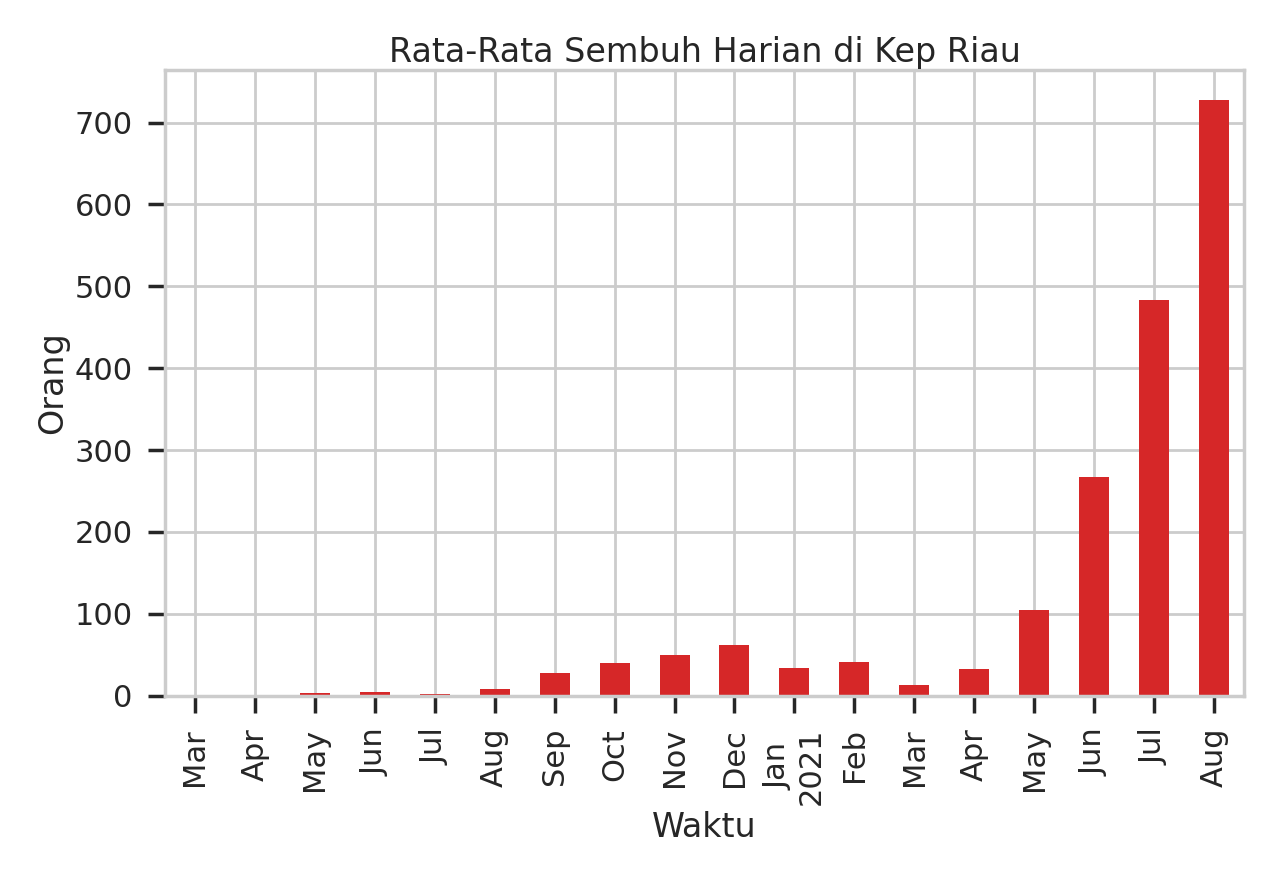 Rata-Rata Sembuh Harian di Kep Riau
Orang
700
600
500
400
300
200
100
0
Mar
Apr
May
Jun
Jul
Aug
Sep
Oct
Nov
Dec
Jan
2021
Feb
Mar
Apr
May
Jun
Jul
Aug
Waktu